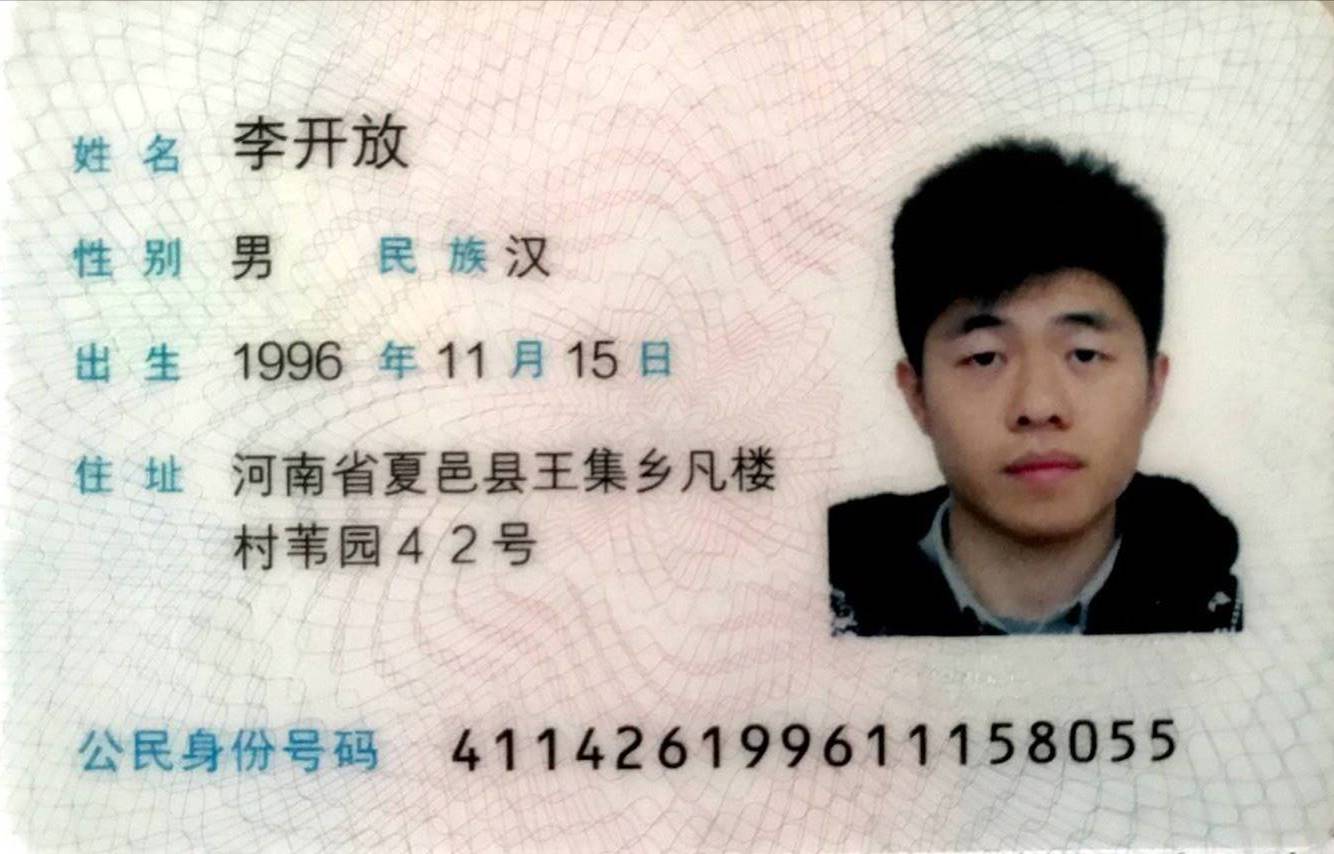 姓名 李开放
性别 男 民族 汉
出生 1996 年 11 月 15 日
住址 河南省夏邑县王集乡凡楼
村苇园42号
公民身份号码 411426199611158055